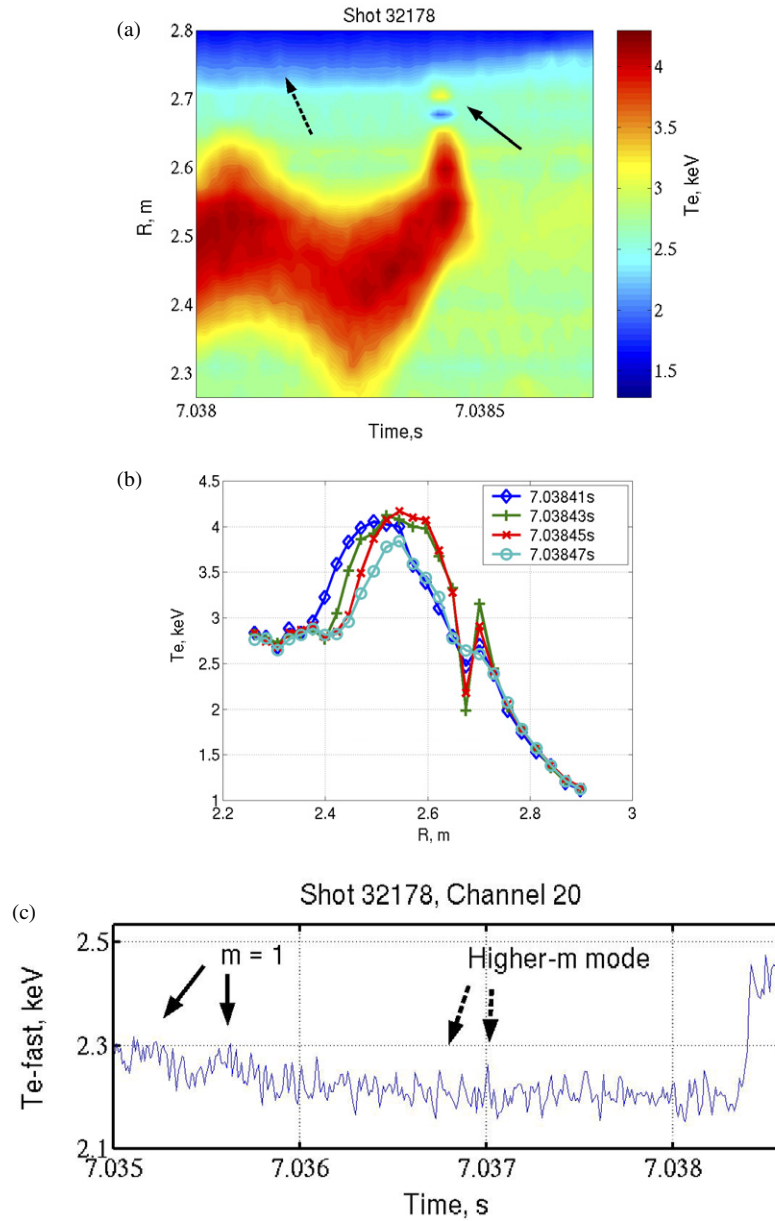 (a)
Shot 32178
2.8
2.7
2.6
2.5
2.4
2.3
R, m
7.038
7.0385
Time,s
4
3.5
3
2.5
2
1.5
Te, keV
(b)
4.5
4
3.5
3
2.5
2
1.5
1
Te, keV
7.03841s
7.03843s
7.03845s
7.03847s
2.2
2.4
2.6
2.8
3
R, m
(c)
Shot 32178, Channel 20
2.5
2.3
2.1
Te-fast, keV
m = 1
Higher-m mode
7.035
7.036
7.037
7.038
Time, s